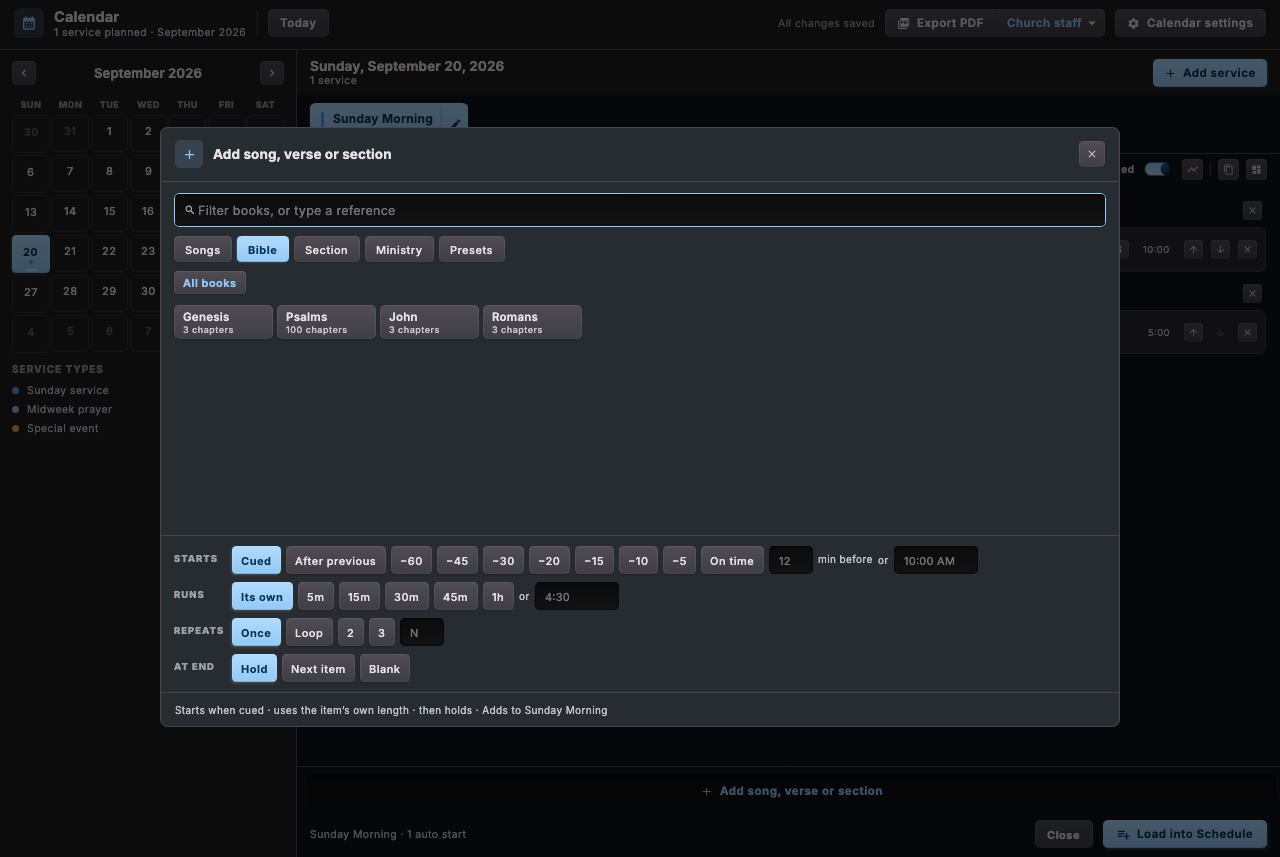 Calendar
1 service planned · September 2026
Today
All changes saved
Export PDF
Church staff
Calendar settings
September 2026
SUN MON TUE WED THU FRI SAT
30 31 1 2
6 7 8 9
13 14 15 16
20 21 22 23
27 28 29 30
4 5 6 7
SERVICE TYPES
Sunday service
Midweek prayer
Special event
Sunday, September 20, 2026
1 service
Add service
Sunday Morning
ed
10:00
5:00
Add song, verse or section
Filter books, or type a reference
Songs Bible Section Ministry Presets
All books
Genesis
3 chapters
Psalms
100 chapters
John
3 chapters
Romans
3 chapters
STARTS Cued After previous −60 −45 −30 −20 −15 −10 −5 On time 12 min before or 10:00 AM
RUNS Its own 5m 15m 30m 45m 1h or 4:30
REPEATS Once Loop 2 3 N
AT END Hold Next item Blank
Starts when cued · uses the item's own length · then holds · Adds to Sunday Morning
Add song, verse or section
Sunday Morning · 1 auto start
Close
Load into Schedule